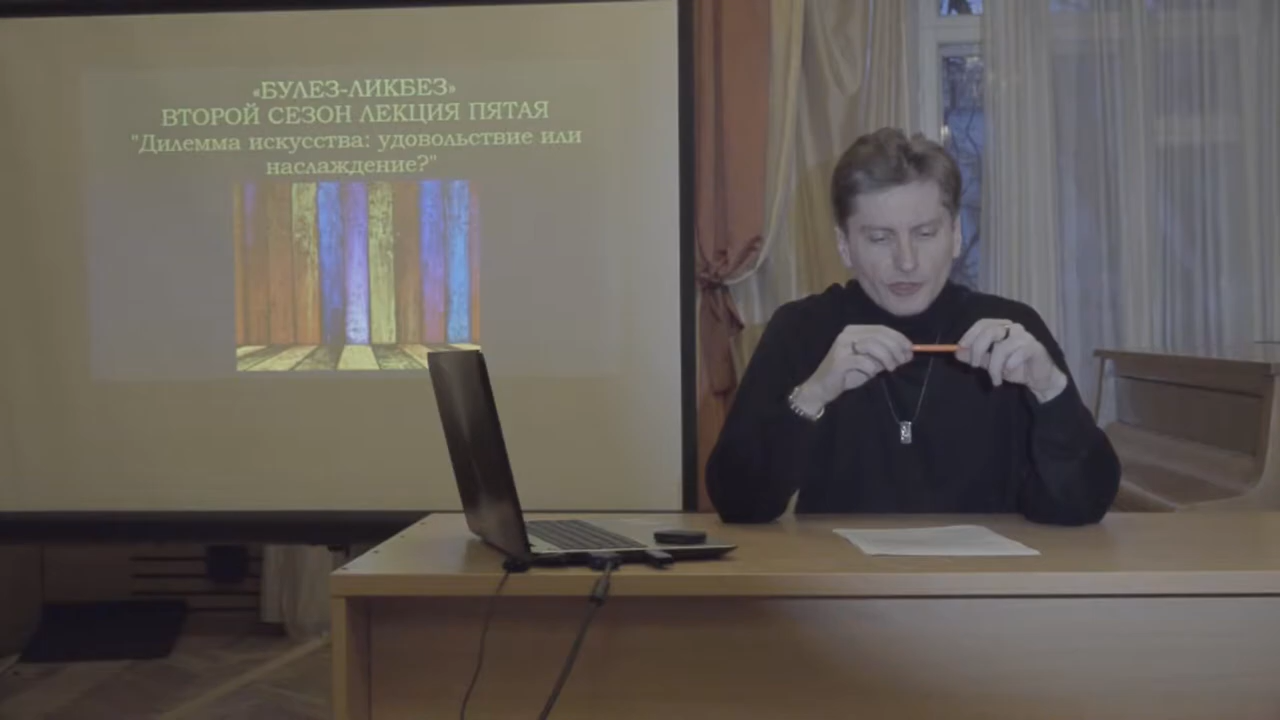 «БУЛЕЗ-ЛИКБЕЗ»
ВТОРОЙ СЕЗОН ЛЕКЦИЯ ПЯТАЯ
"Дилемма искусства: удовольствие или
наслаждение?"